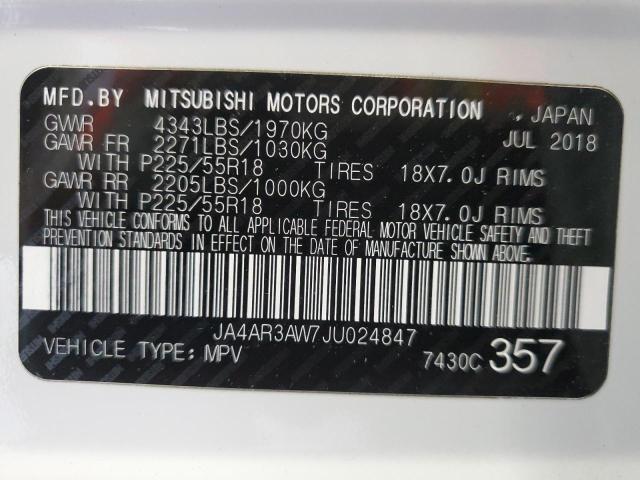 MFD.BY MITSUBISHI MOTORS CORPORATION , JAPAN
GVWR 4343LBS/1970KG JUL 2018
GAWR FR 2271LBS/1030KG
WITH P225/55R18 TIRES 18X7.0J RIMS
GAWR RR 2205LBS/1000KG
WITH P225/55R18 TIRES 18X7.0J RIMS
THIS VEHICLE CONFORMS TO ALL APPLICABLE FEDERAL MOTOR VEHICLE SAFETY AND THEFT
PREVENTION STANDARDS IN EFFECT ON THE DATE OF MANUFACTURE SHOWN ABOVE.
JA4AR3AW7JU024847
VEHICLE TYPE: MPV 7430C 357